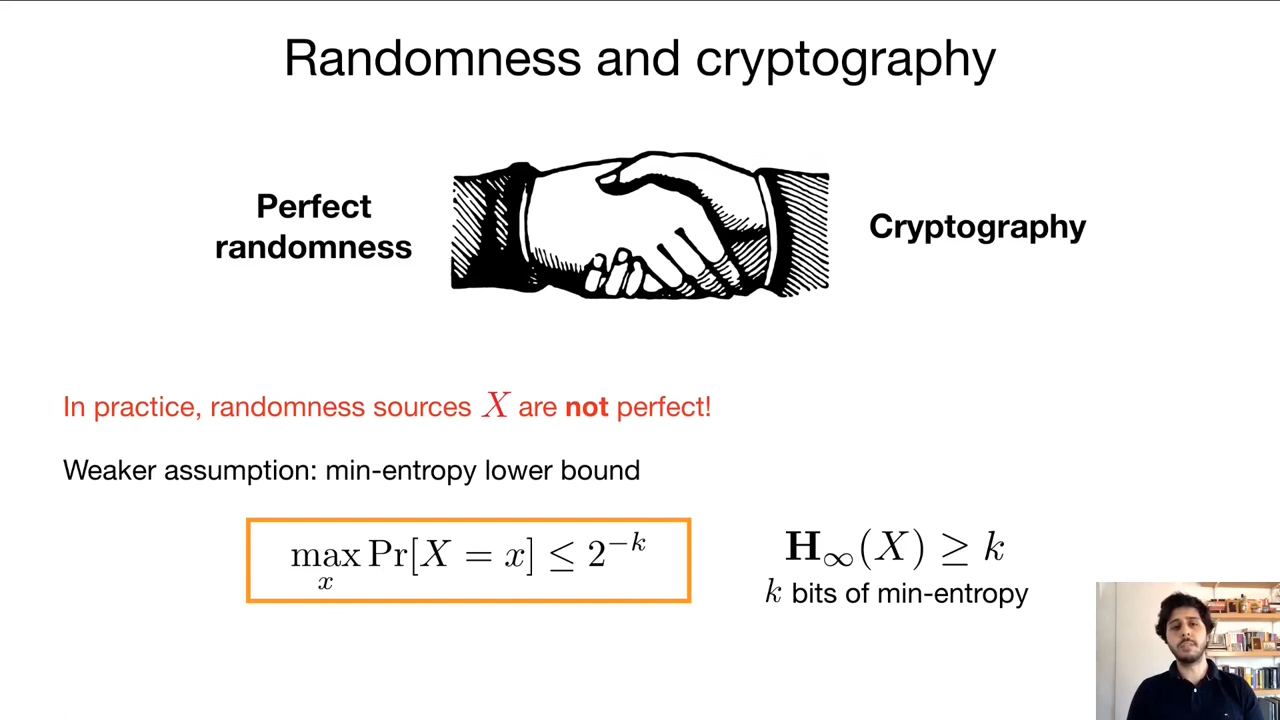 Randomness and cryptography
Perfect
randomness
Cryptography
In practice, randomness sources X are not perfect!
Weaker assumption: min-entropy lower bound
max Pr[X = x] ≤ 2^{-k}
x
H_∞(X) ≥ k
k bits of min-entropy